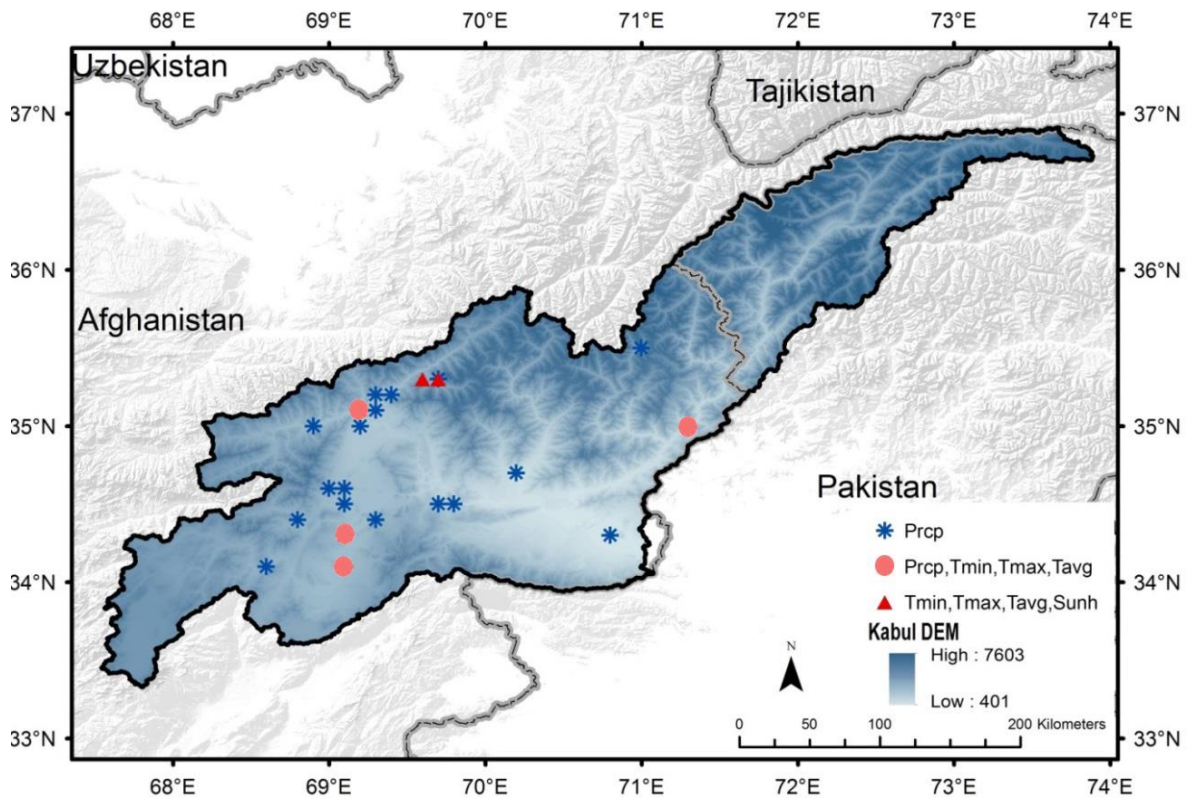 68°E 69°E 70°E 71°E 72°E 73°E 74°E
Uzbekistan
Tajikistan
37°N 37°N
36°N 36°N
Afghanistan
35°N 35°N
Pakistan
Prcp
Prcp,Tmin,Tmax,Tavg
34°N 34°N
Tmin,Tmax,Tavg,Sunh
Kabul DEM
High : 7603
Low : 401
N
0 50 100 200 Kilometers
33°N 33°N
68°E 69°E 70°E 71°E 72°E 73°E 74°E